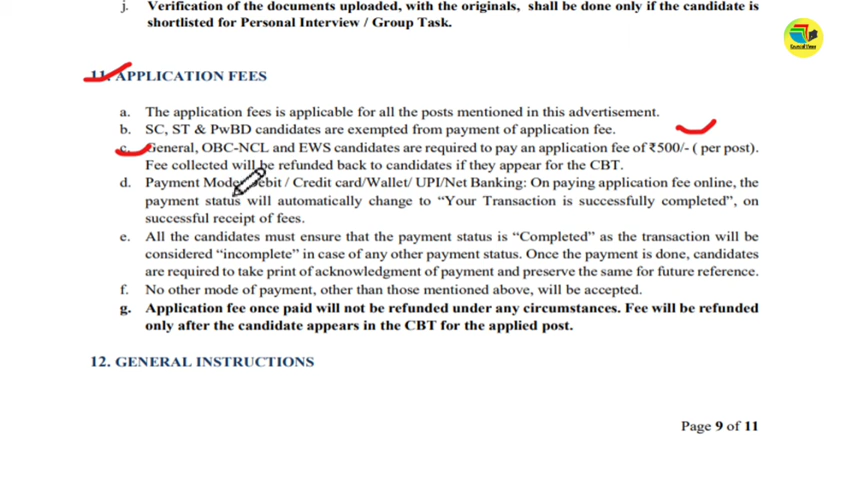 j. Verification of the documents uploaded, with the originals, shall be done only if the candidate is
shortlisted for Personal Interview / Group Task.
11. APPLICATION FEES
a. The application fees is applicable for all the posts mentioned in this advertisement.
b. SC, ST & PwBD candidates are exempted from payment of application fee.
c. General, OBC-NCL and EWS candidates are required to pay an application fee of ₹500/- ( per post).
Fee collected will be refunded back to candidates if they appear for the CBT.
d. Payment Mode: Debit / Credit card/Wallet/ UPI/Net Banking: On paying application fee online, the
payment status will automatically change to “Your Transaction is successfully completed”, on
successful receipt of fees.
e. All the candidates must ensure that the payment status is “Completed” as the transaction will be
considered “incomplete” in case of any other payment status. Once the payment is done, candidates
are required to take print of acknowledgment of payment and preserve the same for future reference.
f. No other mode of payment, other than those mentioned above, will be accepted.
g. Application fee once paid will not be refunded under any circumstances. Fee will be refunded
only after the candidate appears in the CBT for the applied post.
12. GENERAL INSTRUCTIONS
Page 9 of 11